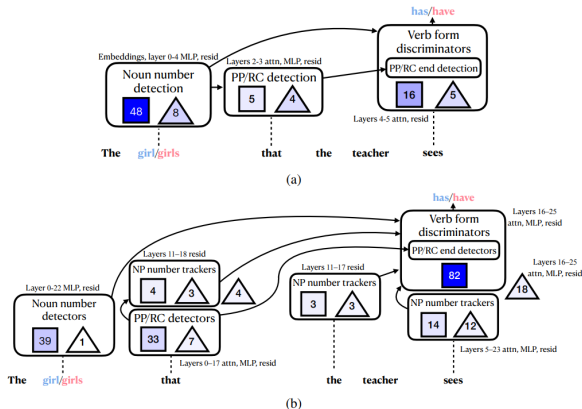 has/have
Verb form
discriminators
Embeddings, layer 0-4 MLP, resid
Layers 2-3 attn, MLP, resid
Noun number
detection
PP/RC detection
PP/RC end detection
48
8
5
4
16
5
Layers 4-5 attn, resid
The girl/girls that the teacher sees
(a)
has/have
Layers 16–25
attn, MLP, resid
Verb form
discriminators
Layers 11–18 resid
Layers 16–25
attn, MLP, resid
PP/RC end detectors
Layer 0-22 MLP, resid
NP number trackers
Layers 11–17 resid
4
3
4
NP number trackers
82
18
Noun number
detectors
PP/RC detectors
3
3
NP number trackers
39
1
33
7
14
12
Layers 0–17 attn, MLP, resid
Layers 5–23 attn, MLP, resid
The girl/girls that the teacher sees
(b)